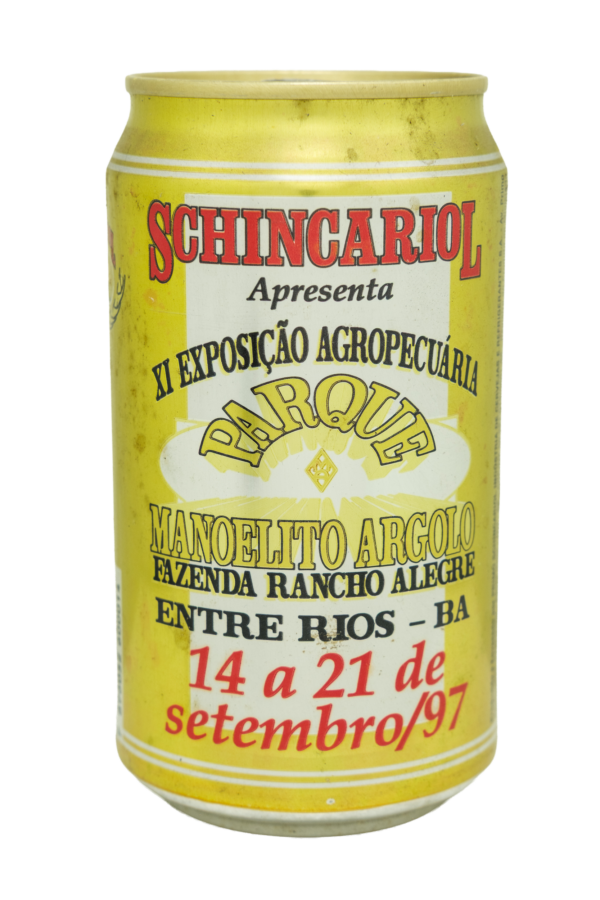 SCHINCARIOL
Apresenta
XI EXPOSIÇÃO AGROPECUÁRIA
PARQUE
MANOELITO ARGOLO
FAZENDA RANCHO ALEGRE
ENTRE RIOS – BA
14 a 21 de
setembro/97